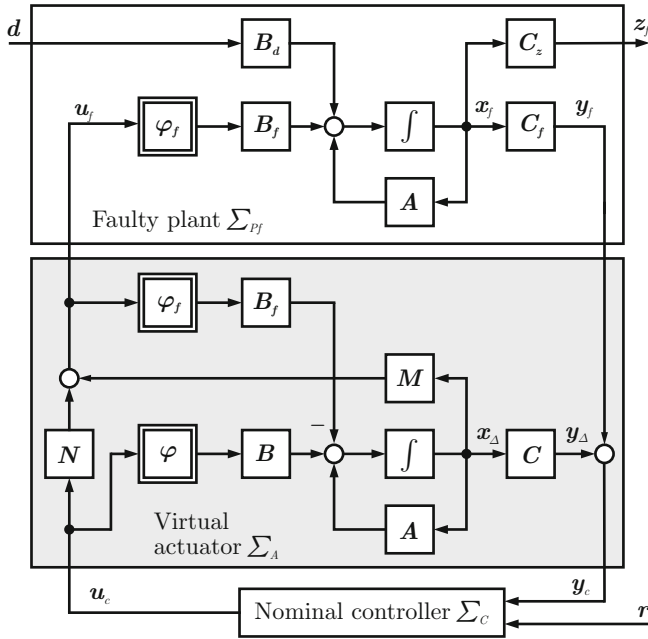 d
z_f
B_d
C_z
u_f
φ_f
B_f
∫
x_f
C_f
y_f
A
Faulty plant Σ_Pf
φ_f
B_f
M
–
N
φ
B
∫
x_Δ
C
y_Δ
A
Virtual
actuator Σ_A
u_c
Nominal controller Σ_C
y_c
r